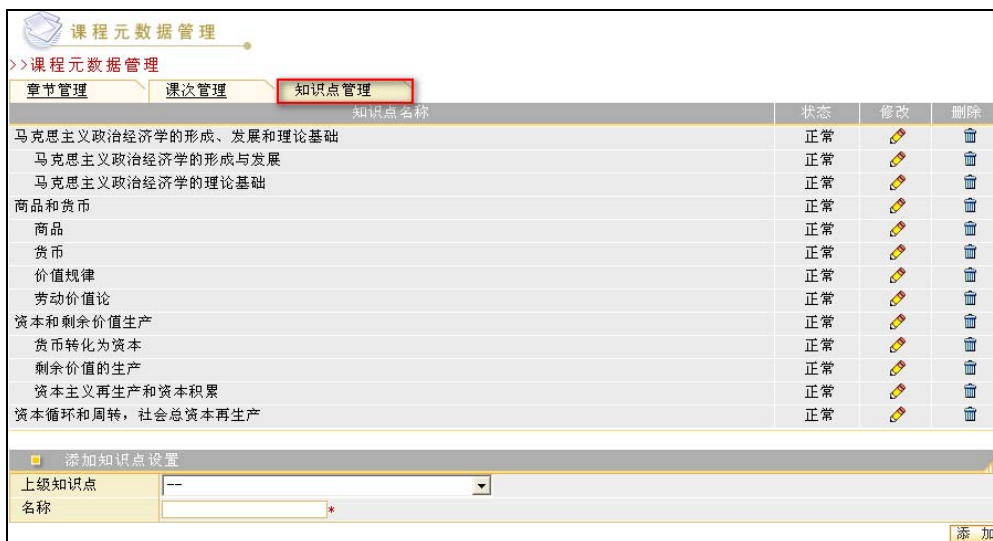 课程元数据管理
>>课程元数据管理
章节管理 课次管理 知识点管理
知识点名称 状态 修改 删除
马克思主义政治经济学的形成、发展和理论基础 正常
马克思主义政治经济学的形成与发展 正常
马克思主义政治经济学的理论基础 正常
商品和货币 正常
商品 正常
货币 正常
价值规律 正常
劳动价值论 正常
资本和剩余价值生产 正常
货币转化为资本 正常
剩余价值的生产 正常
资本主义再生产和资本积累 正常
资本循环和周转，社会总资本再生产 正常
添加知识点设置
上级知识点 --
名称 *
添 加